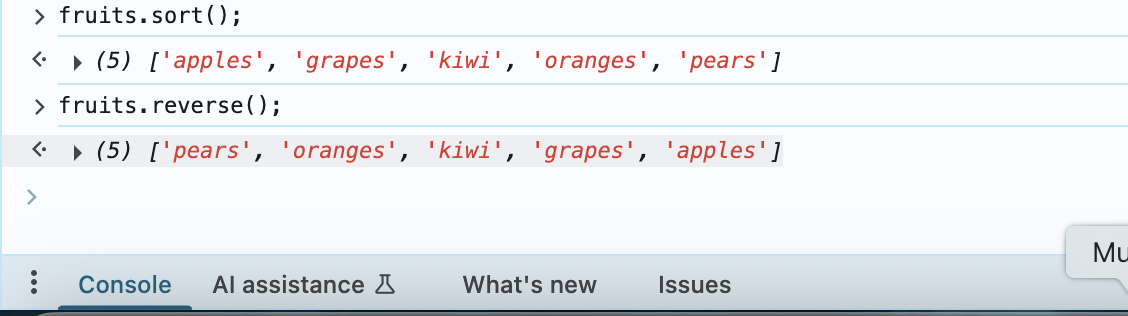 > fruits.sort();
<· ▶ (5) ['apples', 'grapes', 'kiwi', 'oranges', 'pears']
> fruits.reverse();
<· ▶ (5) ['pears', 'oranges', 'kiwi', 'grapes', 'apples']
>
Mu
Console AI assistance What's new Issues